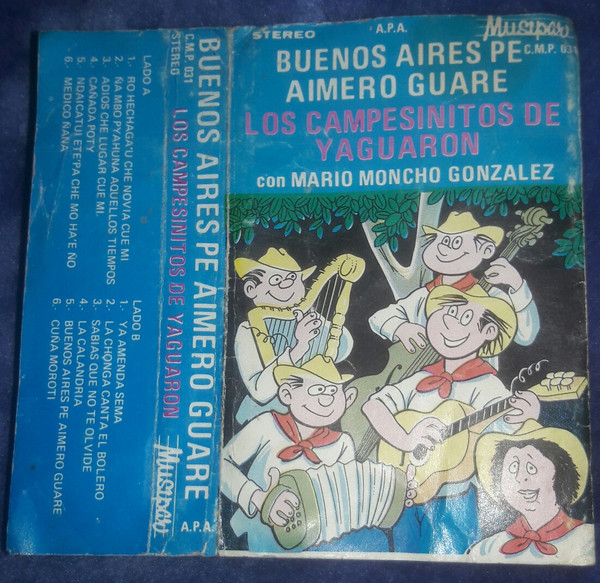 STEREO
A.P.A.
Musipar
C.M.P. 031
BUENOS AIRES PE
AIMERO GUARE
LOS CAMPESINITOS DE
YAGUARON
con MARIO MONCHO GONZALEZ
C.M.P. 031
STEREO
BUENOS AIRES PE AIMERO GUARE
LOS CAMPESINITOS DE YAGUARON
Musipar
A.P.A.
LADO A
1.- RO HECHAGA'U CHE NOVIA CUE MI
2.- ÑA MBO PYAHUNA AQUELLOS TIEMPOS
3.- ADIOS CHE LUGAR CUE MI.
4.- CAÑADA POTY
5.- NDAICATUI ETE'PA CHE MO HA'E ÑO
6.- MEDICO ÑANA
LADO B
1.- YA AMENDA SEMA
2.- LA CHONGA CANTA EL BOLERO
3.- SABIAS QUE NO TE OLVIDE
4.- LA CALANDRIA
5.- BUENOS AIRES PE AIMERO GUARE
6.- CUÑA MOROTI